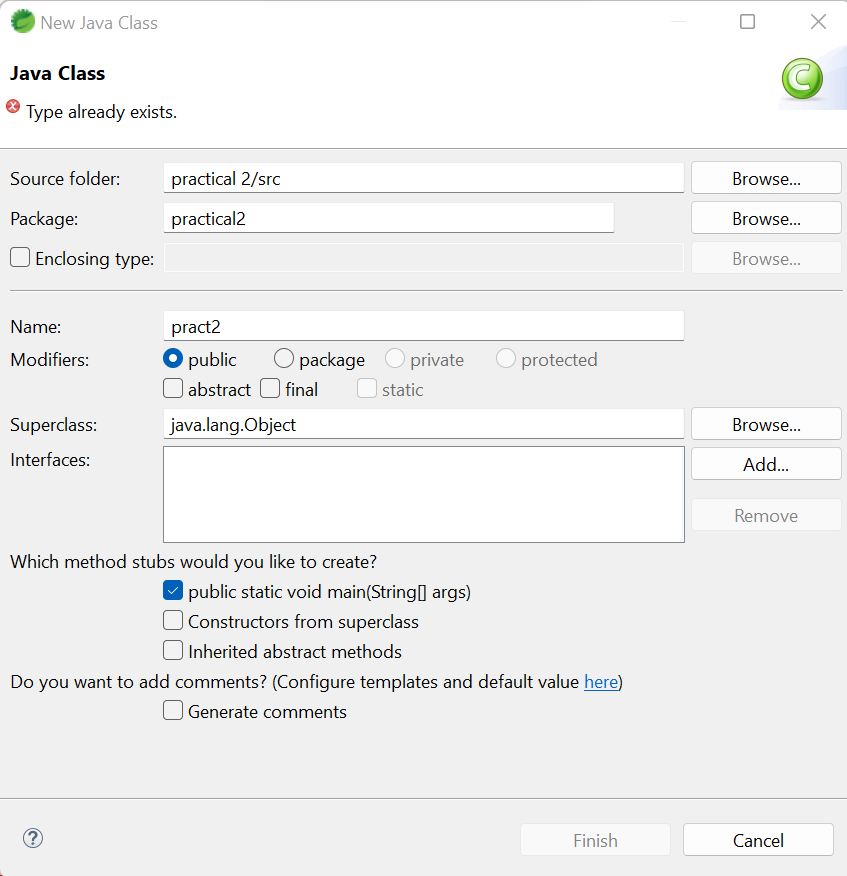 New Java Class
Java Class
Type already exists.
Source folder: practical 2/src Browse...
Package: practical2 Browse...
Enclosing type: Browse...
Name: pract2
Modifiers: public package private protected
abstract final static
Superclass: java.lang.Object Browse...
Interfaces: Add...
Remove
Which method stubs would you like to create?
public static void main(String[] args)
Constructors from superclass
Inherited abstract methods
Do you want to add comments? (Configure templates and default value here)
Generate comments
? Finish Cancel